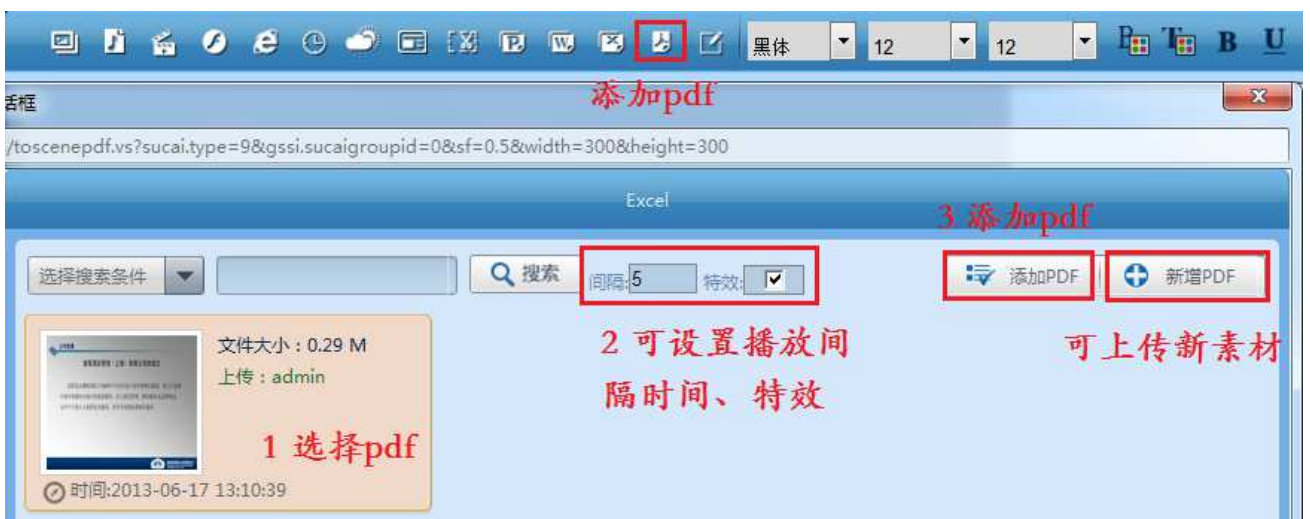 黑体 12 12 B U
添加pdf
话框
/toscenepdf.vs?sucai.type=9&gssi.sucaigroupid=0&sf=0.5&width=300&height=300
Excel
3 添加pdf
选择搜索条件 搜索 间隔:5 特效: 添加PDF 新增PDF
文件大小：0.29 M
上传：admin
2 可设置播放间
隔时间、特效
可上传新素材
1 选择pdf
时间:2013-06-17 13:10:39